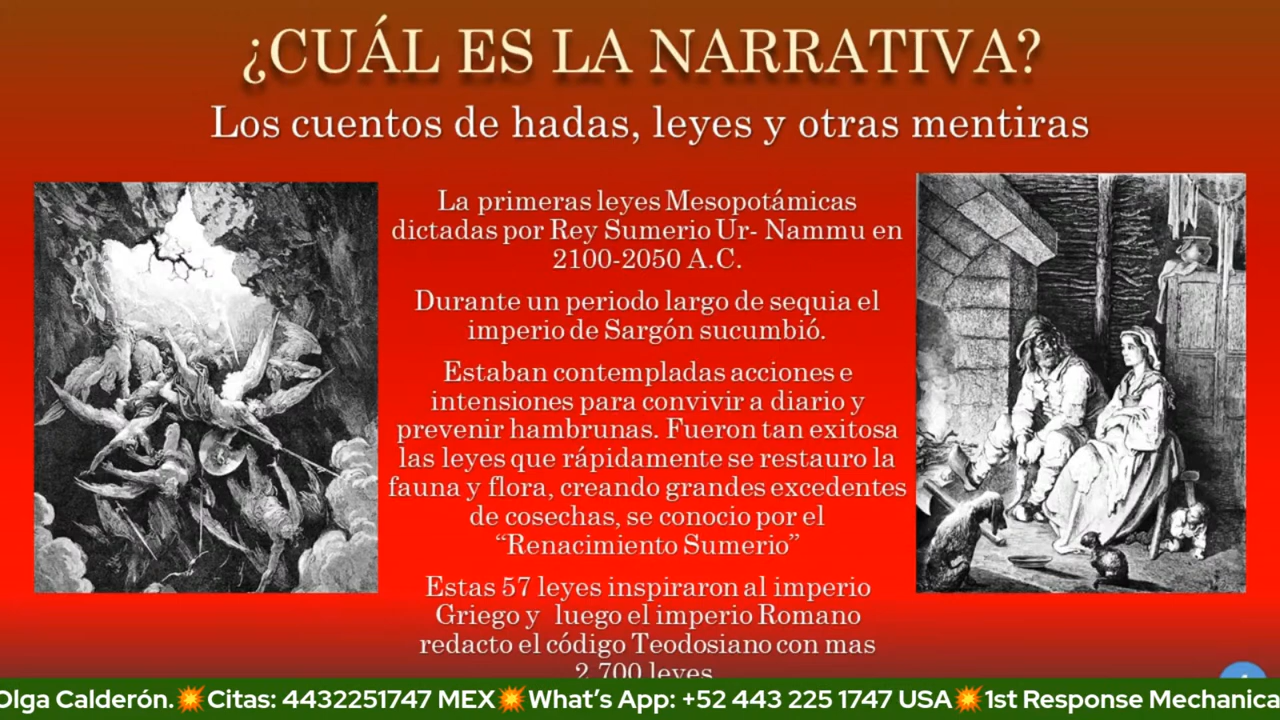 ¿CUÁL ES LA NARRATIVA?
Los cuentos de hadas, leyes y otras mentiras
La primeras leyes Mesopotámicas
dictadas por Rey Sumerio Ur- Nammu en
2100-2050 A.C.
Durante un periodo largo de sequia el
imperio de Sargón sucumbió.
Estaban contempladas acciones e
intensiones para convivir a diario y
prevenir hambrunas. Fueron tan exitosa
las leyes que rápidamente se restauro la
fauna y flora, creando grandes excedentes
de cosechas, se conocio por el
“Renacimiento Sumerio”
Estas 57 leyes inspiraron al imperio
Griego y luego el imperio Romano
redacto el código Teodosiano con mas
2,700 leyes
Olga Calderón.💥Citas: 4432251747 MEX💥What’s App: +52 443 225 1747 USA💥1st Response Mechanica